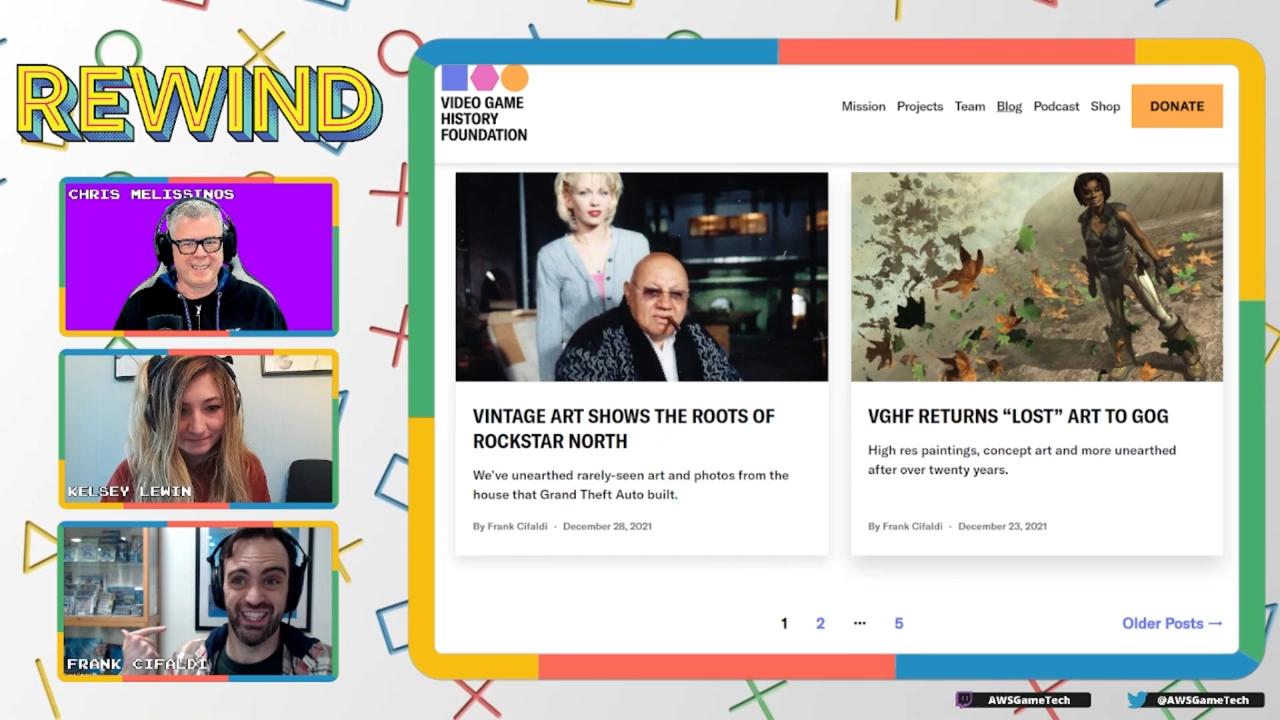 REWIND
CHRIS MELISSINOS
KELSEY LEWIN
FRANK CIFALDI
VIDEO GAME
HISTORY
FOUNDATION
Mission Projects Team Blog Podcast Shop DONATE
VINTAGE ART SHOWS THE ROOTS OF
ROCKSTAR NORTH
We've unearthed rarely-seen art and photos from the
house that Grand Theft Auto built.
By Frank Cifaldi · December 28, 2021
VGHF RETURNS “LOST” ART TO GOG
High res paintings, concept art and more unearthed
after over twenty years.
By Frank Cifaldi · December 23, 2021
1 2 ··· 5
Older Posts →
AWSGameTech
@AWSGameTech